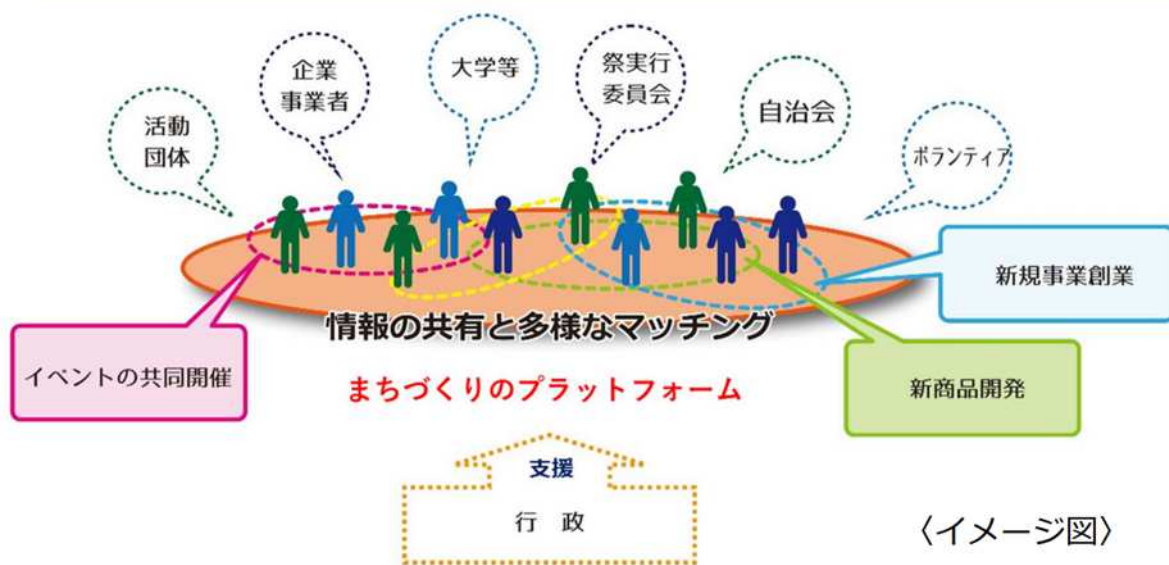 活動
団体
企業
事業者
大学等
祭実行
委員会
自治会
ボランティア
新規事業創業
情報の共有と多様なマッチング
イベントの共同開催
まちづくりのプラットフォーム
新商品開発
支援
行 政
〈イメージ図〉